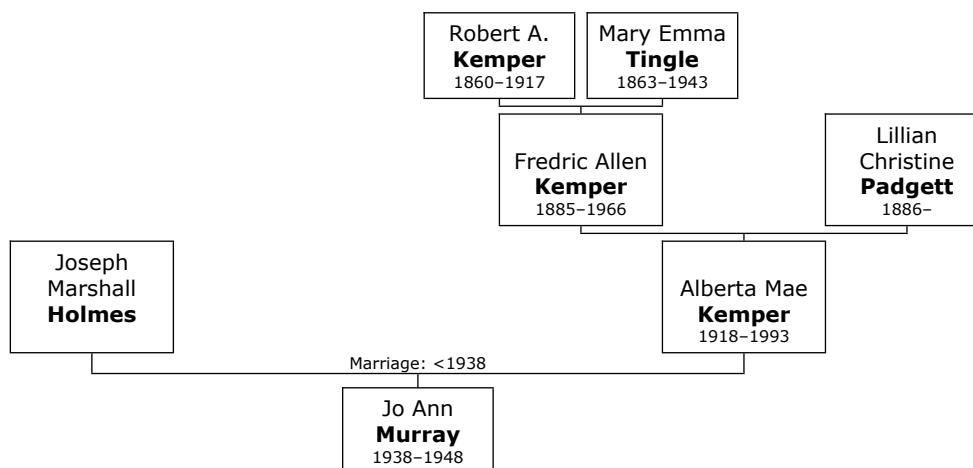 Robert A.
Kemper
1860–1917
Mary Emma
Tingle
1863–1943
Fredric Allen
Kemper
1885–1966
Lillian
Christine
Padgett
1886–
Joseph
Marshall
Holmes
Alberta Mae
Kemper
1918–1993
Marriage: <1938
Jo Ann
Murray
1938–1948